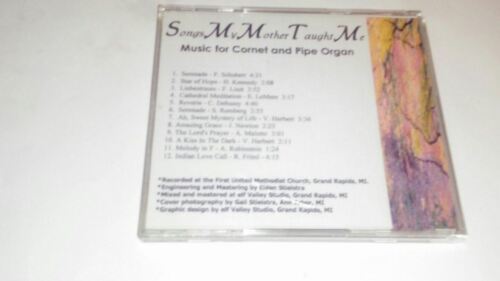 Songs My Mother Taught Me
Music for Cornet and Pipe Organ
1. Serenade - F. Schubert 4:21
2. Star of Hope - H. Kennedy 2:08
3. Liebestraum - F. Liszt 3:52
4. Cathedral Meditation - E. LeMare 3:17
5. Reverie - C. Debussy 4:40
6. Serenade - S. Romberg 3:55
7. Ah, Sweet Mystery of Life - V. Herbert 3:36
8. Amazing Grace - J. Newton 2:25
9. The Lord's Prayer - A. Malotte 3:01
10. A Kiss In The Dark - V. Herbert 3:11
11. Melody in F - A. Rubinstein 1:24
12. Indian Love Call - R. Friml 4:13
*Recorded at the First United Methodist Church, Grand Rapids, MI.
*Engineering and Mastering by Stielstra
*Mixed and mastered at elf Valley Studio, Grand Rapids, MI
*Cover photography by Gail Stielstra, Ann Arbor, MI
*Graphic design by elf Valley Studio, Grand Rapids, MI